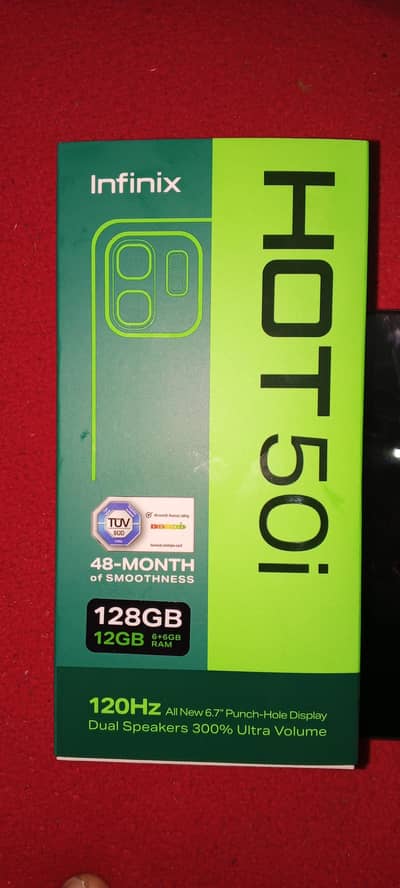 Infinix
HOT 50i
TÜV
SÜD
48-MONTH
of SMOOTHNESS
128GB
12GB 6+6GB RAM
120Hz All New 6.7" Punch-Hole Display
Dual Speakers 300% Ultra Volume